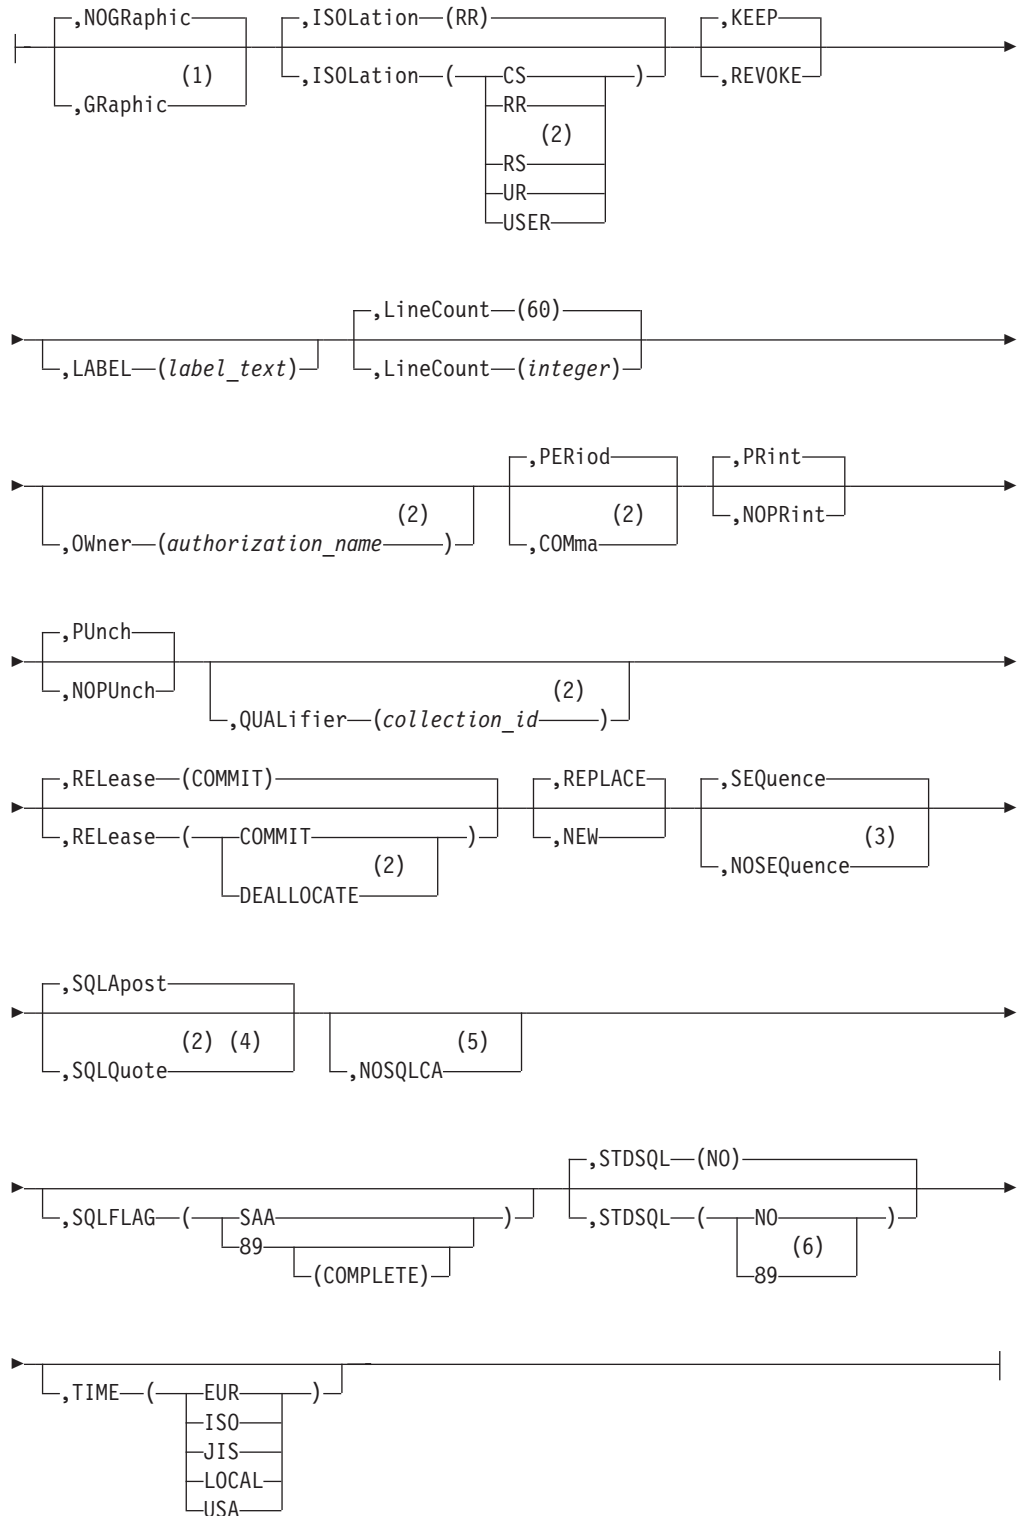 ,NOGRaphic ,ISOLation (RR) ,KEEP
,ISOLation ( CS ) ,REVOKE
(1)
,GRaphic RR
(2)
RS
UR
USER
,LineCount (60)
,LABEL (label_text) ,LineCount (integer)
,PERiod ,PRint
(2) (2) ,NOPRint
,OWner (authorization_name ) ,COMma
,PUnch
,NOPUnch (2)
,QUALifier (collection_id )
,RELease (COMMIT) ,REPLACE ,SEQuence
,RELease ( COMMIT ) ,NEW (3)
(2) ,NOSEQuence
DEALLOCATE
,SQLApost
(2) (4) (5)
,SQLQuote ,NOSQLCA
,STDSQL (NO)
,SQLFLAG ( SAA ) ,STDSQL ( NO )
89 (6)
(COMPLETE) 89
,TIME ( EUR )
ISO
JIS
LOCAL
USA